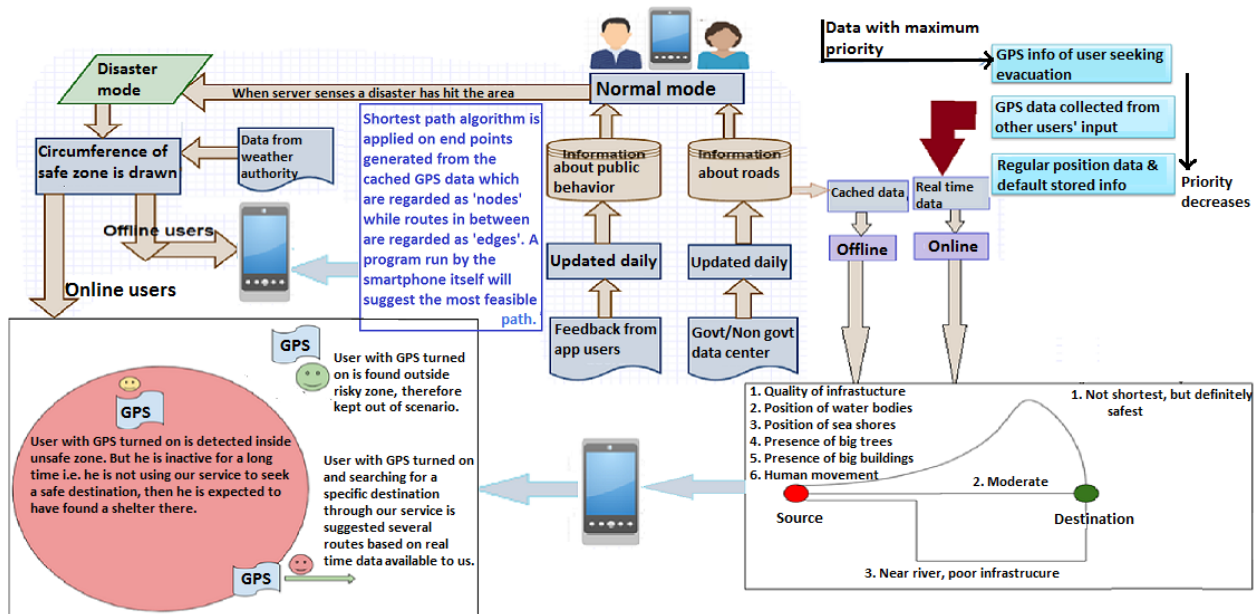 Data with maximum
priority
GPS info of user seeking
evacuation
GPS data collected from
other users' input
Regular position data &
default stored info
Priority
decreases
Disaster
mode
When server senses a disaster has hit the area
Normal mode
Circumference of
safe zone is drawn
Data from
weather
authority
Shortest path algorithm is
applied on end points
generated from the
cached GPS data which
are regarded as 'nodes'
while routes in between
are regarded as 'edges'. A
program run by the
smartphone itself will
suggest the most feasible
path.
Information
about public
behavior
Information
about roads
Cached data
Real time
data
Offline users
Online users
Updated daily
Updated daily
Offline
Online
Feedback from
app users
Govt/Non govt
data center
GPS
User with GPS turned
on is found outside
risky zone, therefore
kept out of scenario.
GPS
User with GPS turned on is detected inside
unsafe zone. But he is inactive for a long
time i.e. he is not using our service to seek
a safe destination, then he is expected to
have found a shelter there.
User with GPS turned on
and searching for a
specific destination
through our service is
suggested several
routes based on real
time data available to us.
GPS
1. Quality of infrastucture
2. Position of water bodies
3. Position of sea shores
4. Presence of big trees
5. Presence of big buildings
6. Human movement
1. Not shortest, but definitely
safest
2. Moderate
Source
Destination
3. Near river, poor infrastrucure